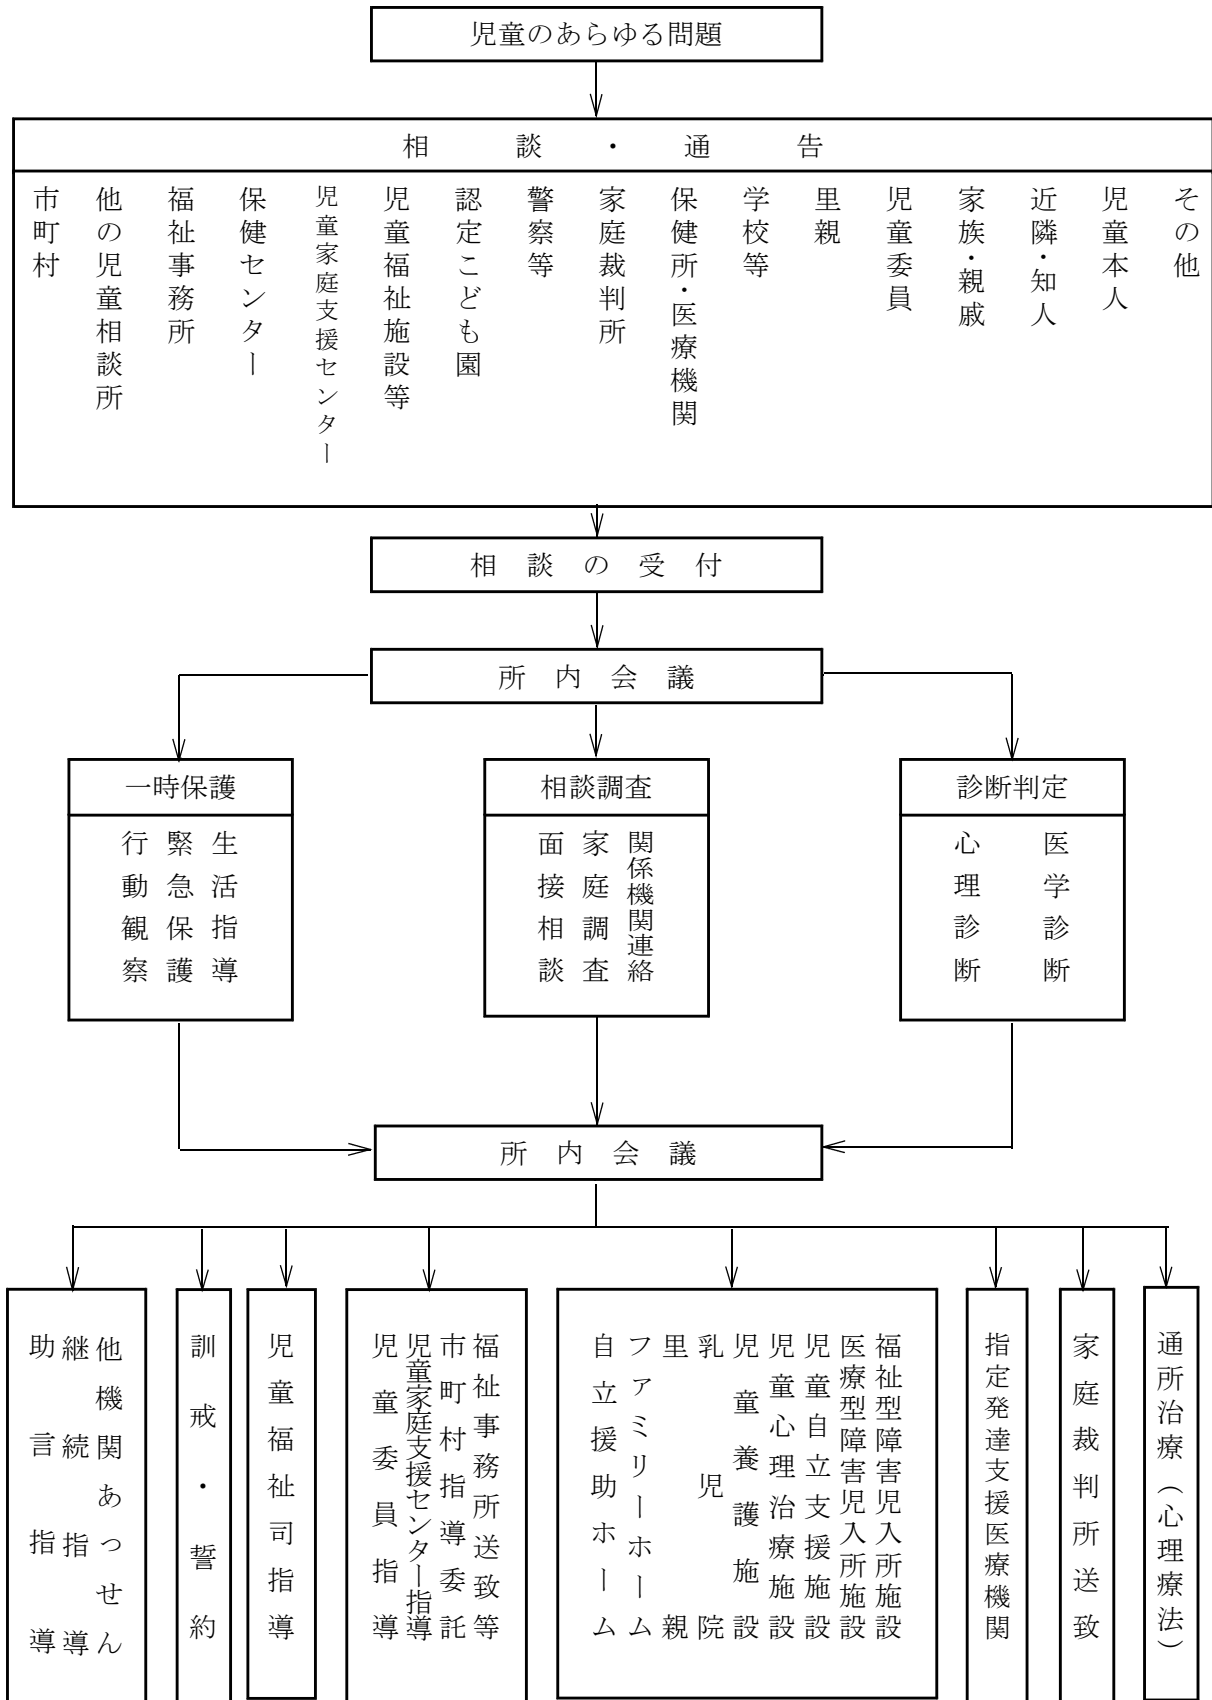 児童のあらゆる問題
相談・通告
市町村
他の児童相談所
福祉事務所
保健センター
児童家庭支援センター
児童福祉施設等
認定こども園
警察等
家庭裁判所
保健所・医療機関
学校等
里親
児童委員
家族・親戚
近隣・知人
児童本人
その他
相談の受付
所内会議
一時保護
行動観察
緊急保護
生活指導
相談調査
面接相談
家庭調査
関係機関連絡
診断判定
心理診断
医学診断
所内会議
助言指導
継続指導
他機関あっせん
訓戒・誓約
児童福祉司指導
児童委員指導
児童家庭支援センター指導
市町村指導委託
福祉事務所送致等
自立援助ホーム
ファミリーホーム
里親
乳児院
児童養護施設
児童心理治療施設
児童自立支援施設
医療型障害児入所施設
福祉型障害児入所施設
指定発達支援医療機関
家庭裁判所送致
通所治療（心理療法）